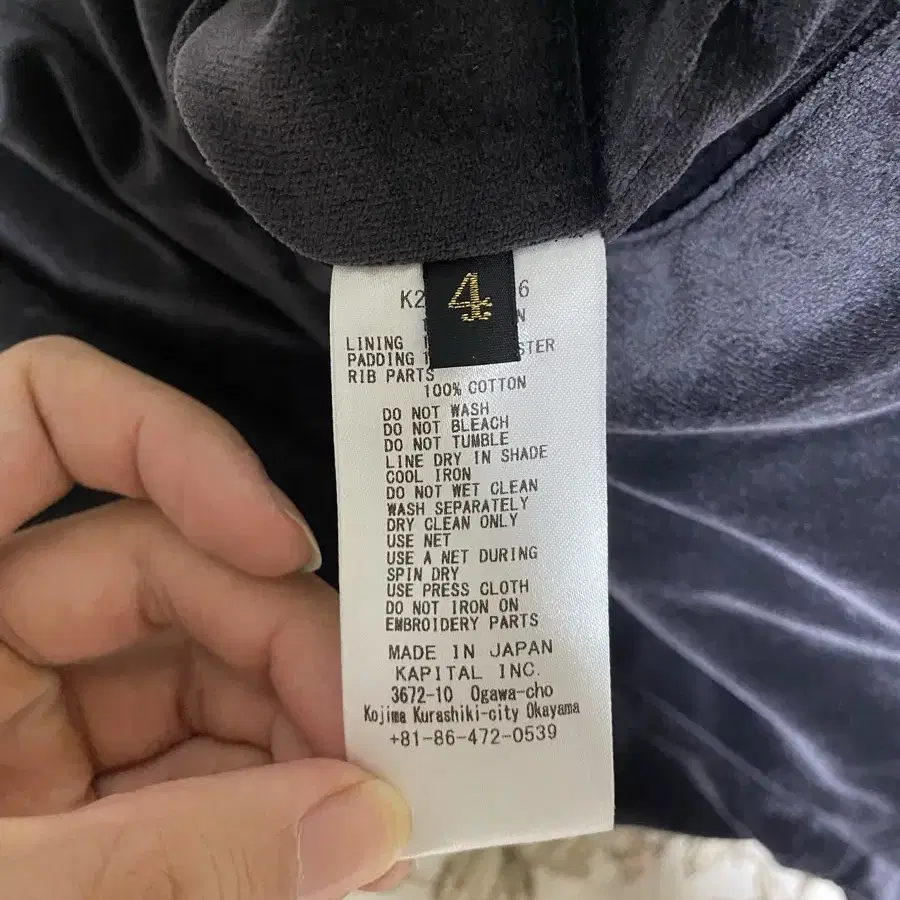 4
LINING
PADDING
RIB PARTS
100% COTTON
DO NOT WASH
DO NOT BLEACH
DO NOT TUMBLE
LINE DRY IN SHADE
COOL IRON
DO NOT WET CLEAN
WASH SEPARATELY
DRY CLEAN ONLY
USE NET
USE A NET DURING
SPIN DRY
USE PRESS CLOTH
DO NOT IRON ON
EMBROIDERY PARTS
MADE IN JAPAN
KAPITAL INC.
3672-10 Ogawa-cho
Kojima Kurashiki-city Okayama
+81-86-472-0539